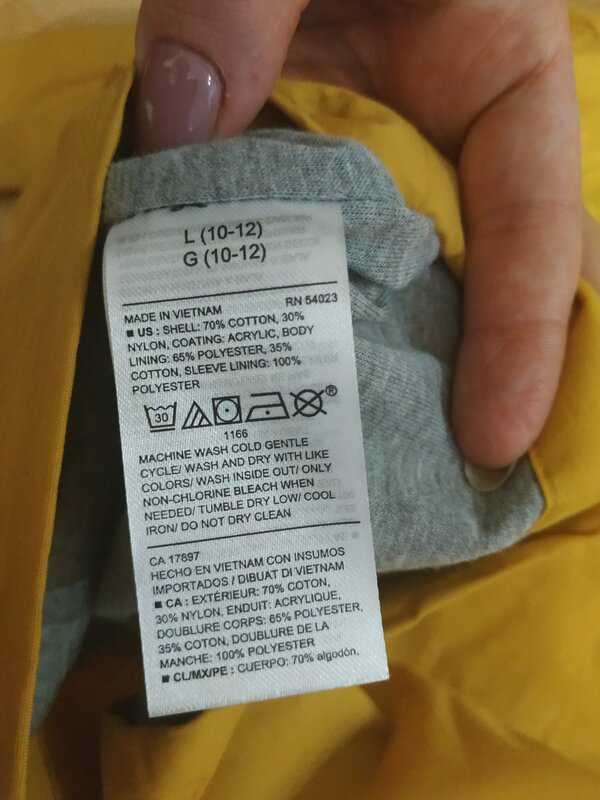 L (10-12)
G (10-12)
MADE IN VIETNAM RN 54023
■ US : SHELL: 70% COTTON, 30%
NYLON, COATING: ACRYLIC, BODY
LINING: 65% POLYESTER, 35%
COTTON, SLEEVE LINING: 100%
POLYESTER
30 ®
1166
MACHINE WASH COLD GENTLE
CYCLE/ WASH AND DRY WITH LIKE
COLORS/ WASH INSIDE OUT/ ONLY
NON-CHLORINE BLEACH WHEN
NEEDED/ TUMBLE DRY LOW/ COOL
IRON/ DO NOT DRY CLEAN
CA 17897
HECHO EN VIETNAM CON INSUMOS
IMPORTADOS / DIBUAT DI VIETNAM
■ CA : EXTÉRIEUR: 70% COTON,
30% NYLON, ENDUIT: ACRYLIQUE,
DOUBLURE CORPS: 65% POLYESTER,
35% COTON, DOUBLURE DE LA
MANCHE: 100% POLYESTER
■ CL/MX/PE : CUERPO: 70% algodón,